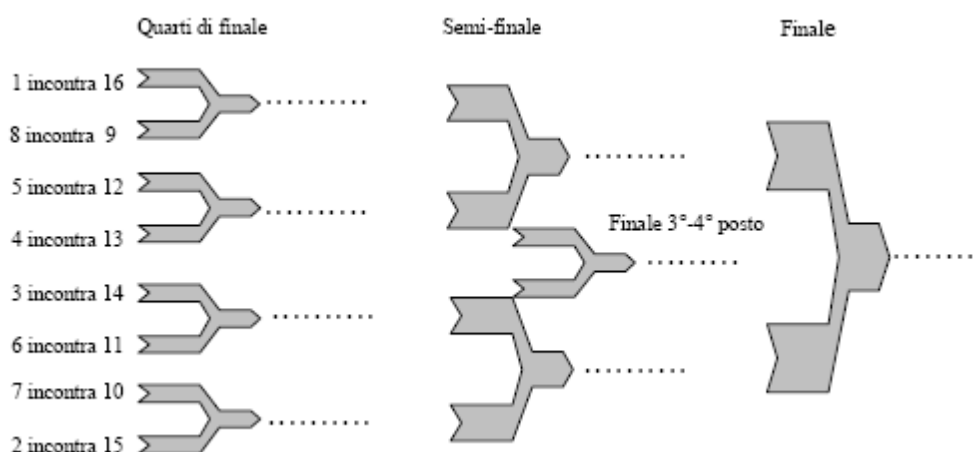 Quarti di finale
Semi-finale
Finale
1 incontra 16
8 incontra 9
5 incontra 12
4 incontra 13
Finale 3°-4° posto
3 incontra 14
6 incontra 11
7 incontra 10
2 incontra 15